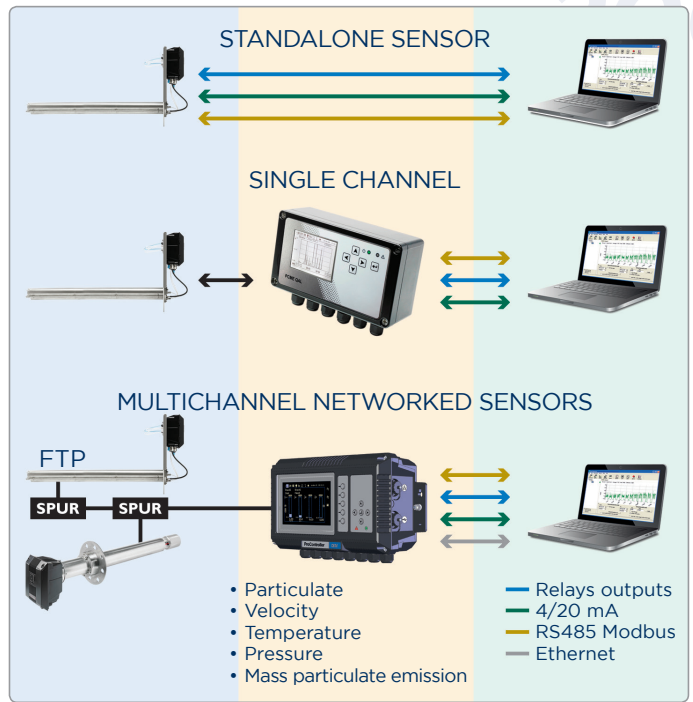 STANDALONE SENSOR
SINGLE CHANNEL
MULTICHANNEL NETWORKED SENSORS
FTP
SPUR
SPUR
ProController
• Particulate
• Velocity
• Temperature
• Pressure
• Mass particulate emission
Relays outputs
4/20 mA
RS485 Modbus
Ethernet